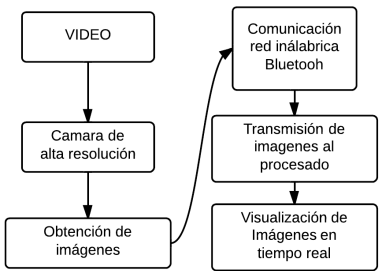 VIDEO
Camara de
alta resolución
Obtención de
imágenes
Comunicación
red inálabrica
Bluetooh
Transmisión de
imagenes al
procesado
Visualización de
Imágenes en
tiempo real